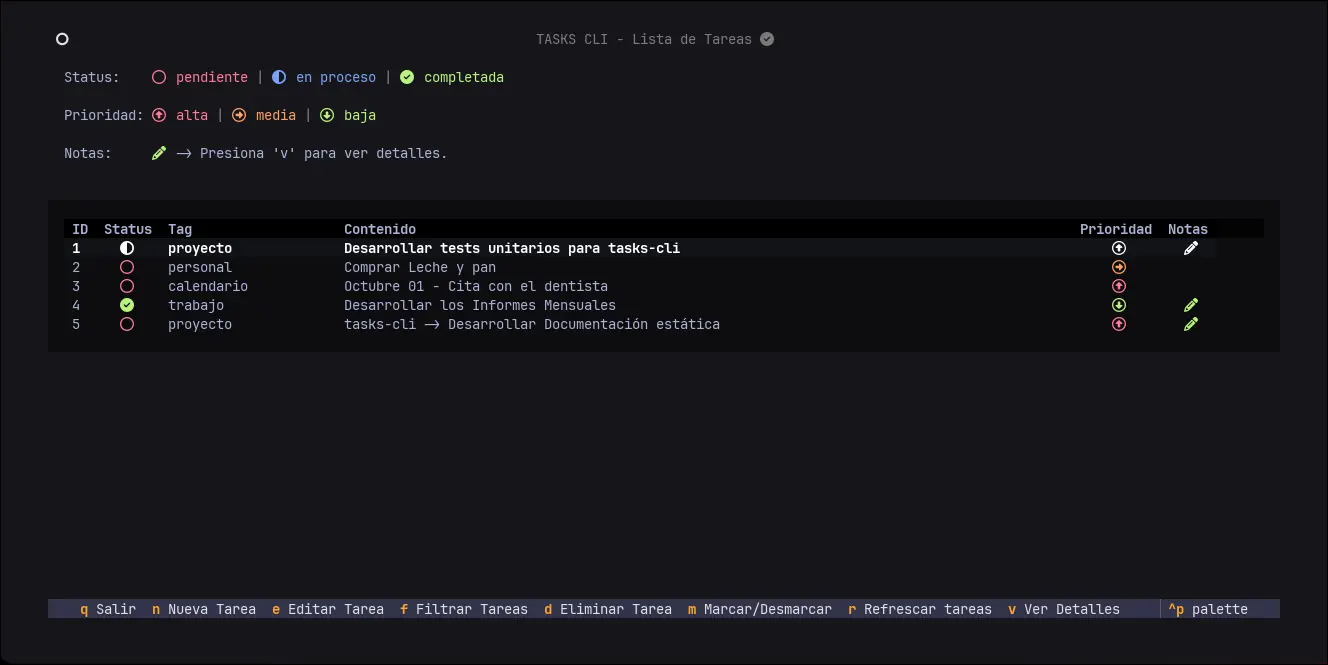 TASKS CLI - Lista de Tareas
Status: pendiente | en proceso | completada
Prioridad: alta | media | baja
Notas: → Presiona 'v' para ver detalles.
ID Status Tag Contenido Prioridad Notas
1 proyecto Desarrollar tests unitarios para tasks-cli
2 personal Comprar Leche y pan
3 calendario Octubre 01 - Cita con el dentista
4 trabajo Desarrollar los Informes Mensuales
5 proyecto tasks-cli → Desarrollar Documentación estática
q Salir n Nueva Tarea e Editar Tarea f Filtrar Tareas d Eliminar Tarea m Marcar/Desmarcar r Refrescar tareas v Ver Detalles ^p palette